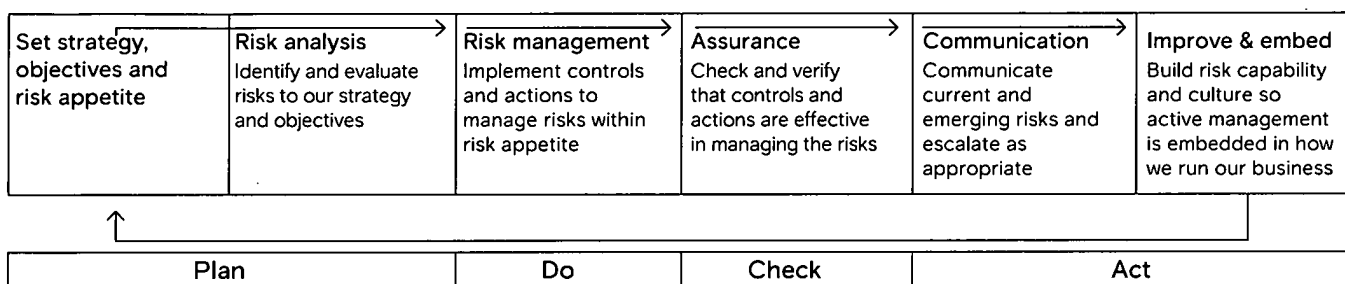 Set strategy,
objectives and
risk appetite
Risk analysis
Identify and evaluate
risks to our strategy
and objectives
Risk management
Implement controls
and actions to
manage risks within
risk appetite
Assurance
Check and verify
that controls and
actions are effective
in managing the risks
Communication
Communicate
current and
emerging risks and
escalate as
appropriate
Improve & embed
Build risk capability
and culture so
active management
is embedded in how
we run our business
Plan
Do
Check
Act